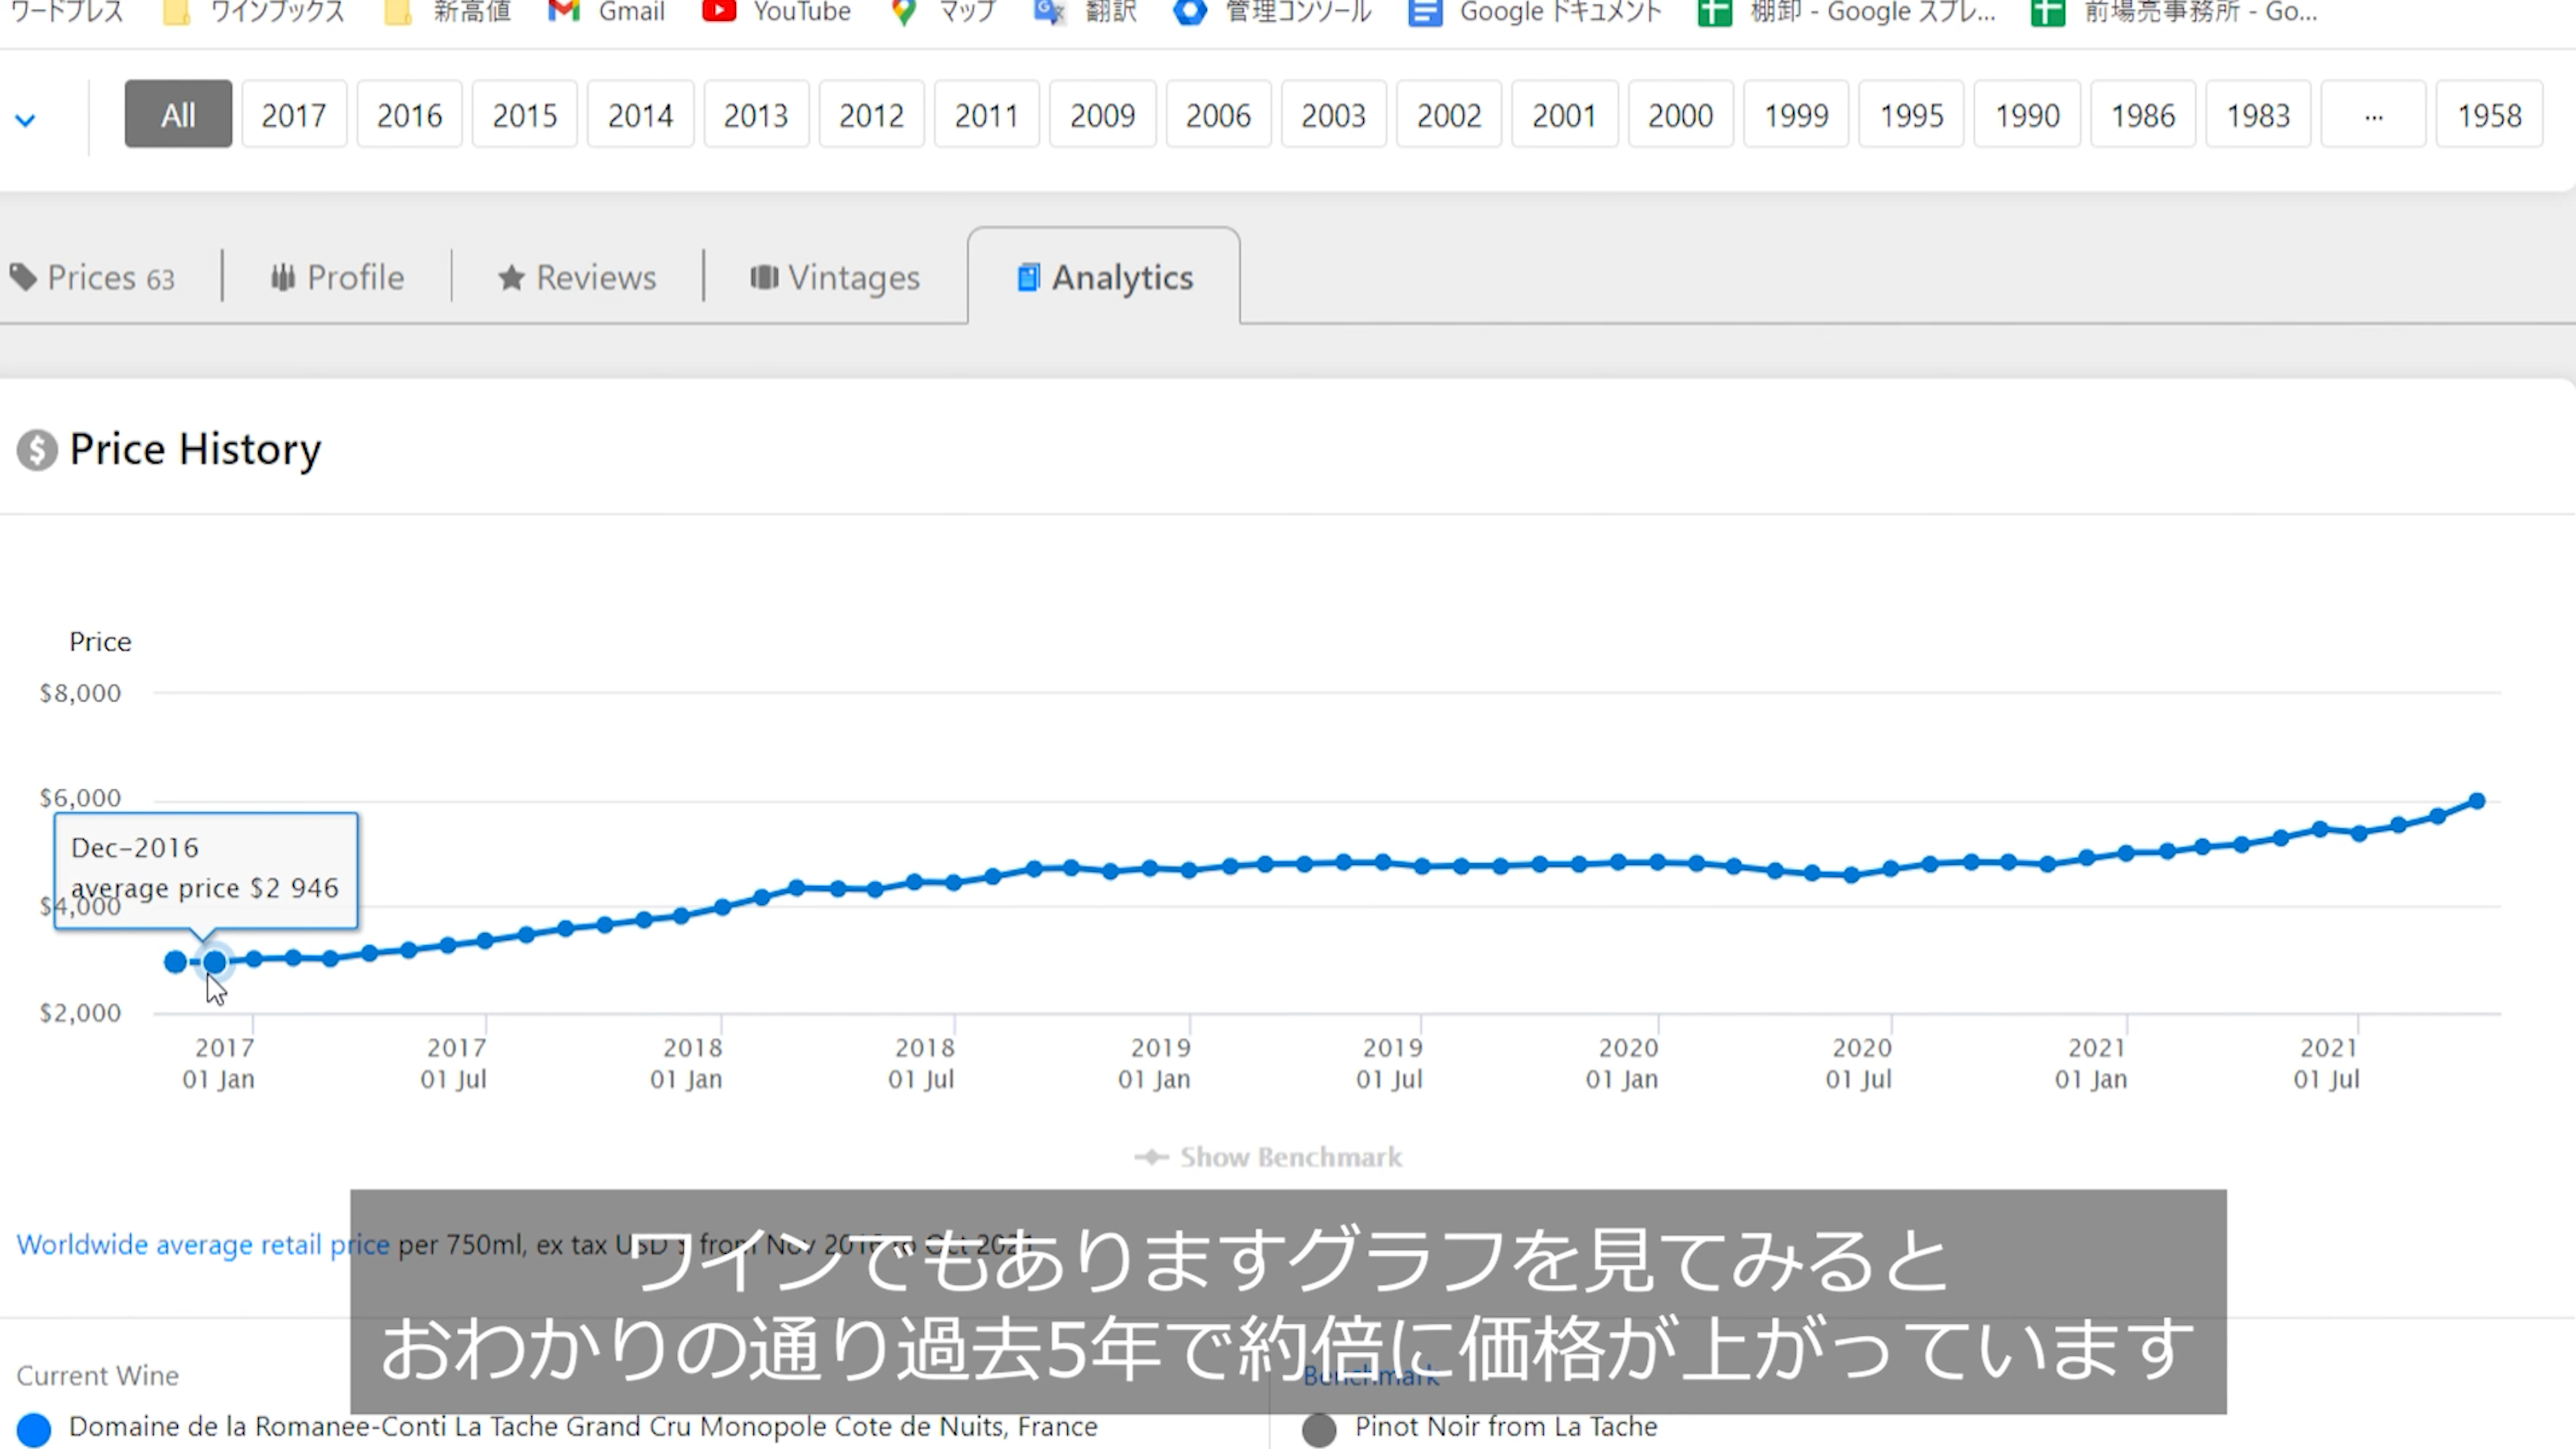 ワードプレス ワインブックス 新高値 Gmail YouTube マップ 翻訳 管理コンソール Google ドキュメント 棚卸 - Google スプレ... 前場亮事務所 - Go...
All 2017 2016 2015 2014 2013 2012 2011 2009 2006 2003 2002 2001 2000 1999 1995 1990 1986 1983 ... 1958
Prices 63 Profile Reviews Vintages Analytics
Price History
Price
$8,000
$6,000
Dec-2016
average price $2 946
$4,000
$2,000
2017 2017 2018 2018 2019 2019 2020 2020 2021 2021
01 Jan 01 Jul 01 Jan 01 Jul 01 Jan 01 Jul 01 Jan 01 Jul 01 Jan 01 Jul
Show Benchmark
Worldwide average retail price per 750ml, ex tax USD $ from Nov 2016 to Oct 2021
ワインでもありますグラフを見てみると
おわかりの通り過去5年で約倍に価格が上がっています
Current Wine Benchmark
Domaine de la Romanee-Conti La Tache Grand Cru Monopole Cote de Nuits, France Pinot Noir from La Tache